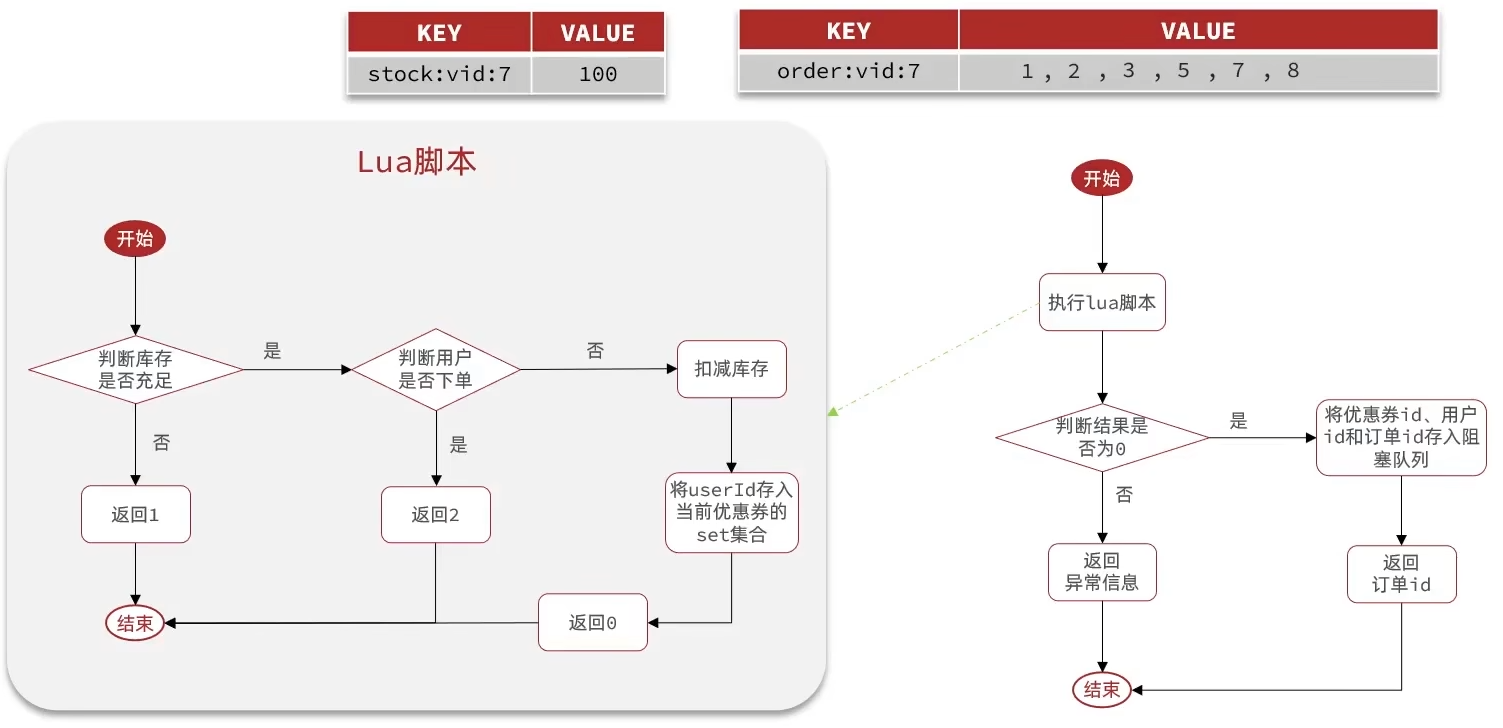 KEY VALUE
stock:vid:7 100
KEY VALUE
order:vid:7 1 , 2 , 3 , 5 , 7 , 8
Lua脚本
开始
判断库存
是否充足
是
判断用户
是否下单
否
扣减库存
否
是
返回1
返回2
将userId存入
当前优惠券的
set集合
结束
返回0
开始
执行lua脚本
判断结果是
否为0
是
将优惠券id、用户
id和订单id存入阻
塞队列
否
返回
异常信息
返回
订单id
结束